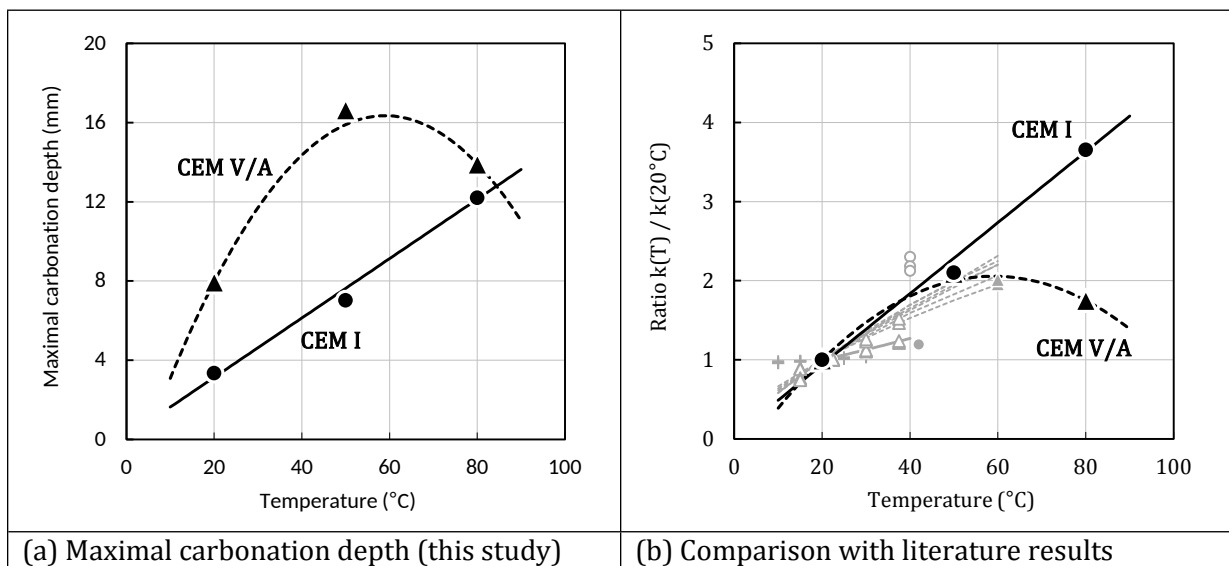 20
16
12
8
4
0
0 20 40 60 80 100
Maximal carbonation depth (mm)
Temperature (°C)
CEM V/A
CEM I
(a) Maximal carbonation depth (this study)
5
4
3
2
1
0
0 20 40 60 80 100
Ratio k(T) / k(20°C)
Temperature (°C)
CEM I
CEM V/A
(b) Comparison with literature results